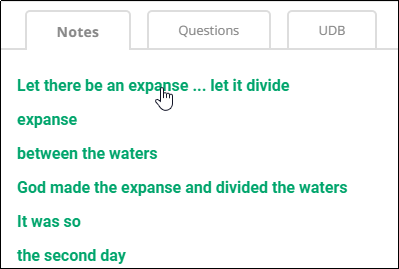 Notes Questions UDB
Let there be an expanse ... let it divide
expanse
between the waters
God made the expanse and divided the waters
It was so
the second day